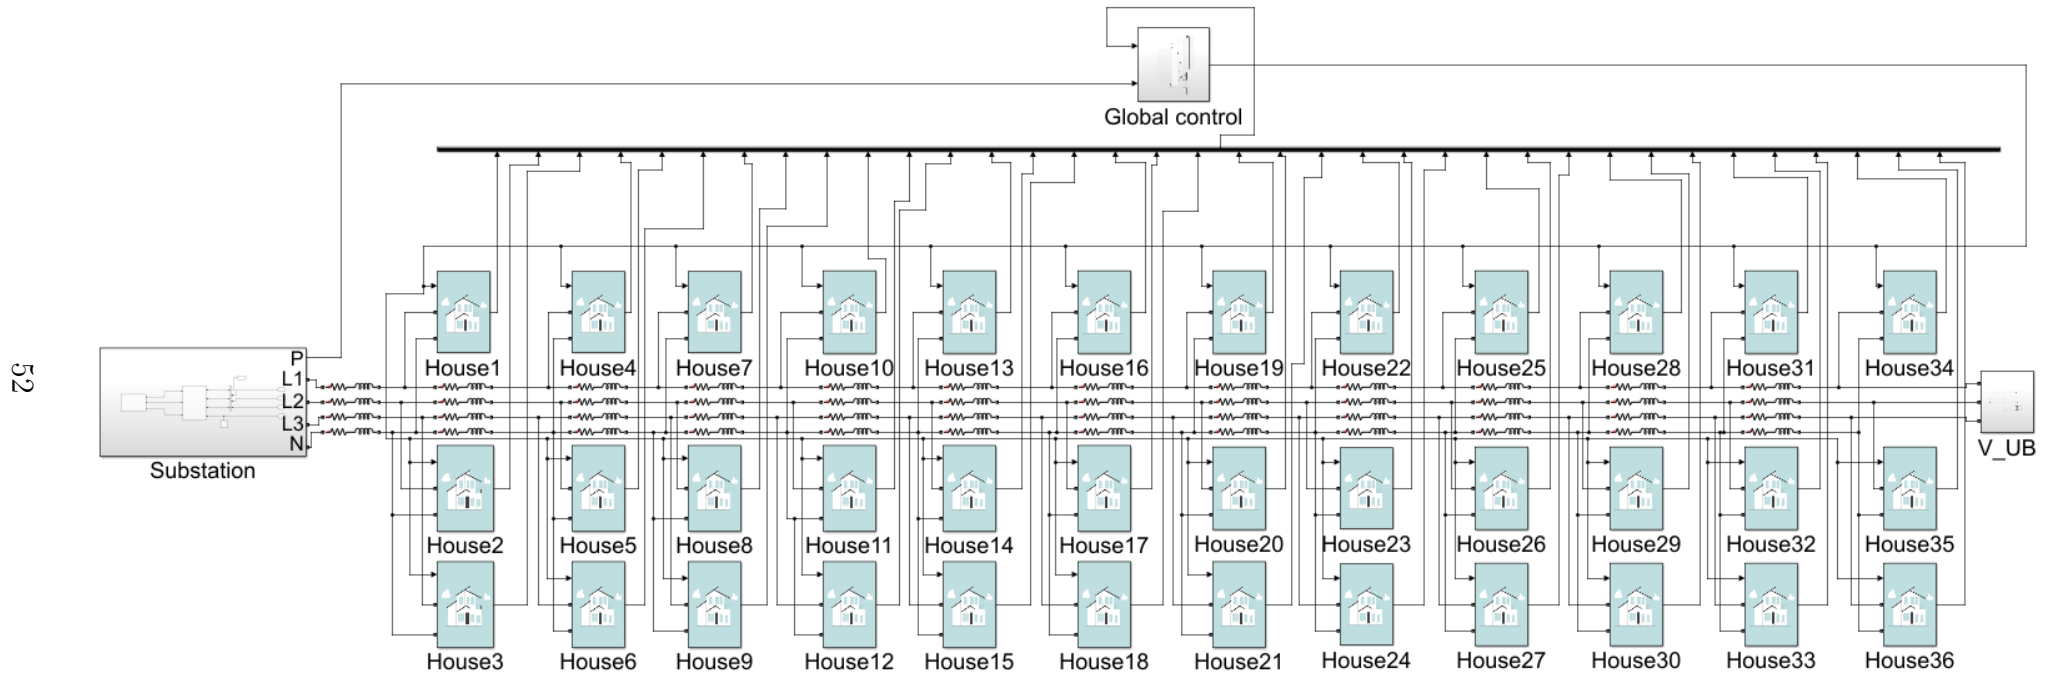 Global control
House1 House4 House7 House10 House13 House16 House19 House22 House25 House28 House31 House34
P
L1
L2
L3
N
Substation
V_UB
House2 House5 House8 House11 House14 House17 House20 House23 House26 House29 House32 House35
House3 House6 House9 House12 House15 House18 House21 House24 House27 House30 House33 House36
52